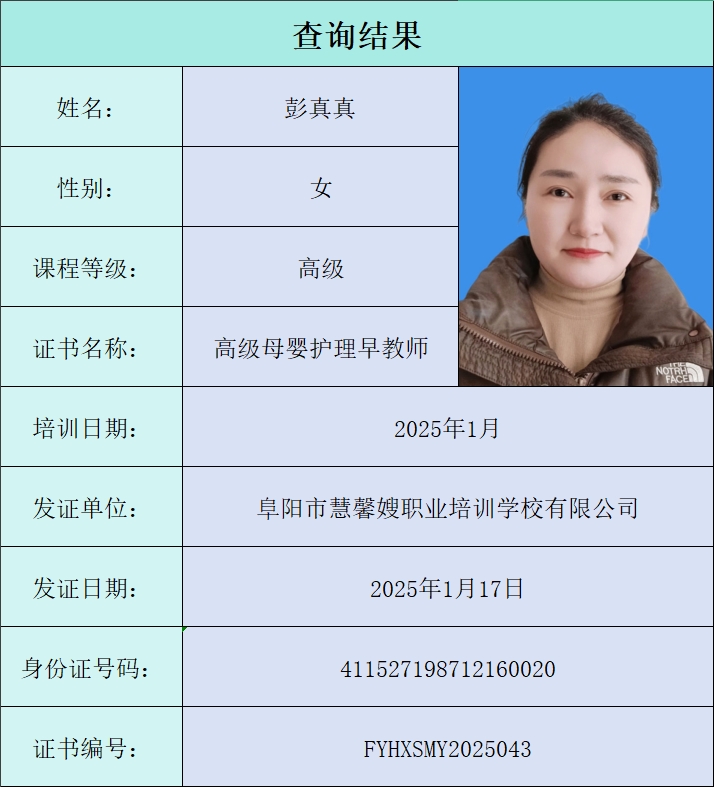 查询结果
姓名： 彭真真
性别： 女
课程等级： 高级
证书名称： 高级母婴护理早教师
THE
NOTRH
FACE
培训日期： 2025年1月
发证单位： 阜阳市慧馨嫂职业培训学校有限公司
发证日期： 2025年1月17日
身份证号码： 411527198712160020
证书编号： FYHXSMY2025043